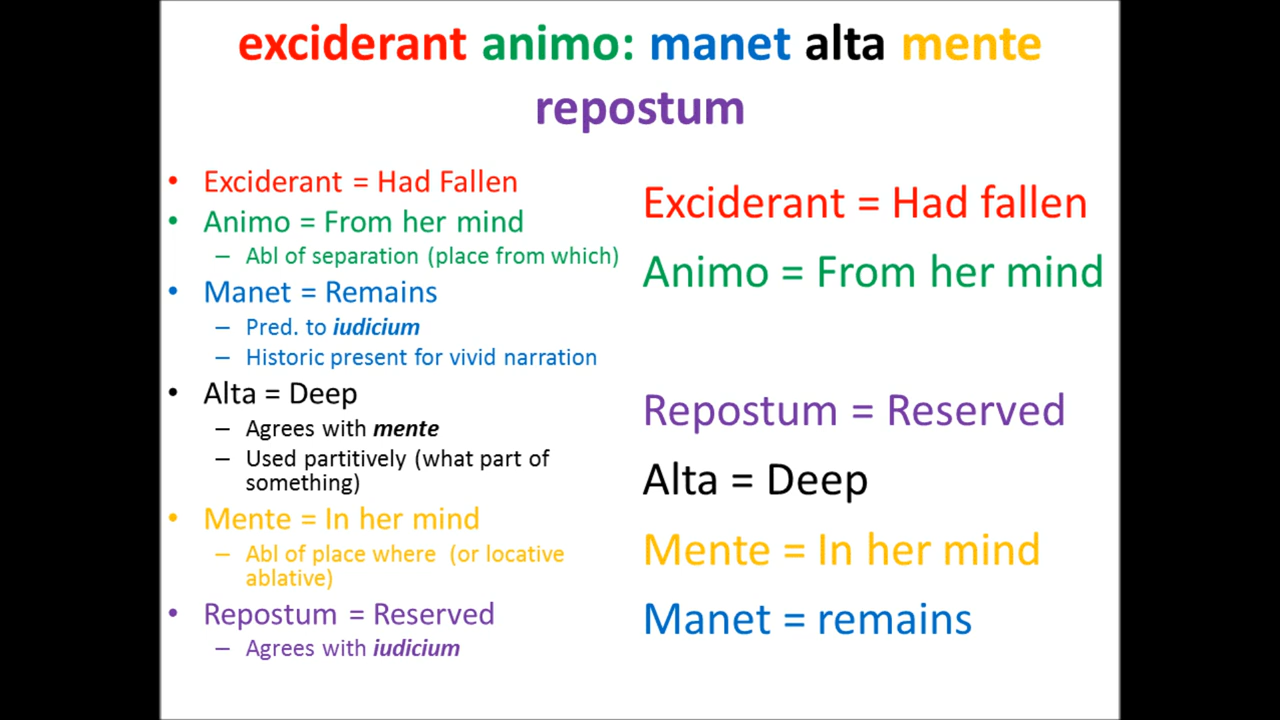 exciderant animo: manet alta mente
repostum
• Exciderant = Had Fallen
• Animo = From her mind
– Abl of separation (place from which)
• Manet = Remains
– Pred. to iudicium
– Historic present for vivid narration
• Alta = Deep
– Agrees with mente
– Used partitively (what part of
something)
• Mente = In her mind
– Abl of place where (or locative
ablative)
• Repostum = Reserved
– Agrees with iudicium
Exciderant = Had fallen
Animo = From her mind
Repostum = Reserved
Alta = Deep
Mente = In her mind
Manet = remains